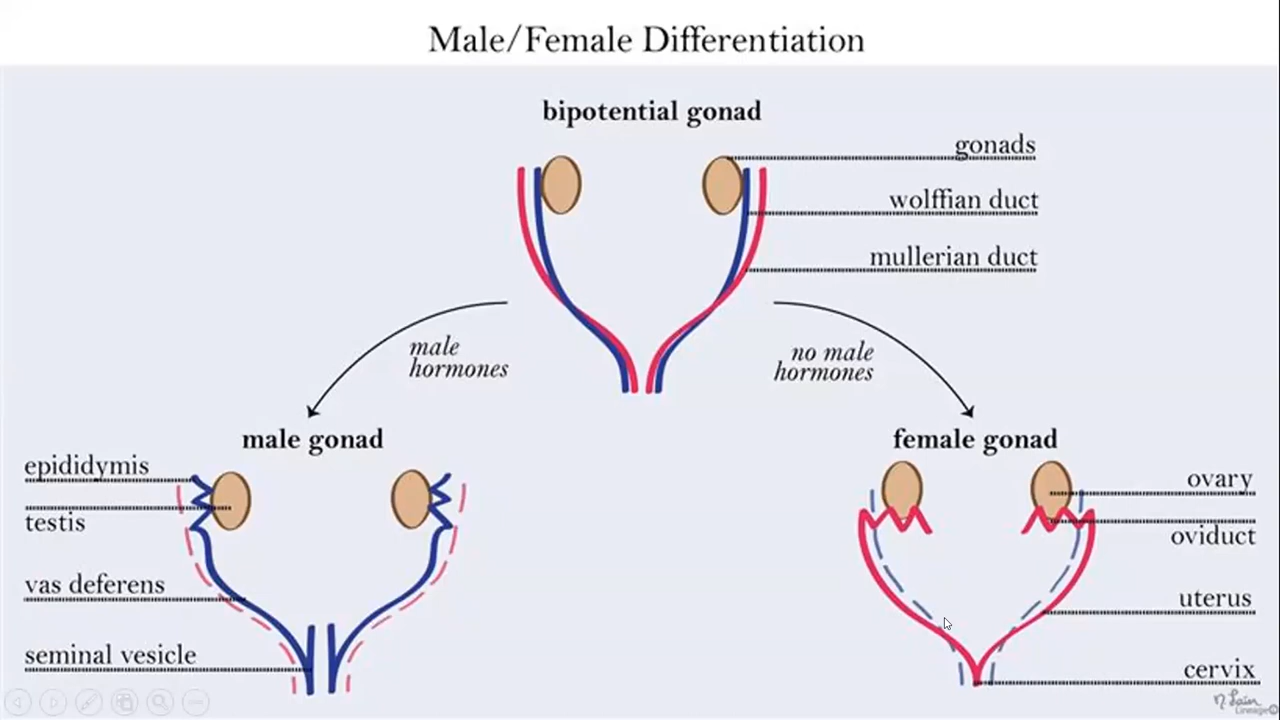 Male/Female Differentiation
bipotential gonad
gonads
wolffian duct
mullerian duct
male
hormones
no male
hormones
male gonad
female gonad
epididymis
testis
vas deferens
seminal vesicle
ovary
oviduct
uterus
cervix
Lineage©